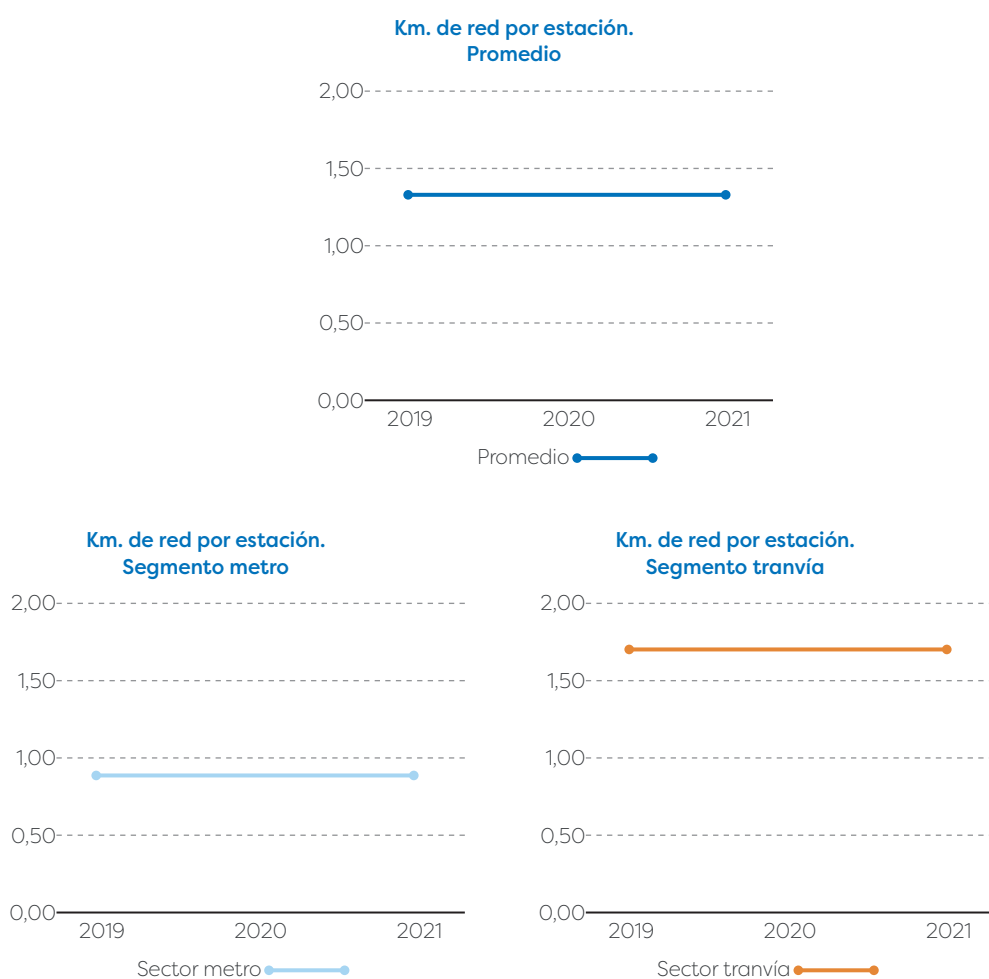 Km. de red por estación.
Promedio
2,00
1,50
1,00
0,50
0,00
2019 2020 2021
Promedio
Km. de red por estación.
Segmento metro
2,00
1,50
1,00
0,50
0,00
2019 2020 2021
Sector metro
Km. de red por estación.
Segmento tranvía
2,00
1,50
1,00
0,50
0,00
2019 2020 2021
Sector tranvía